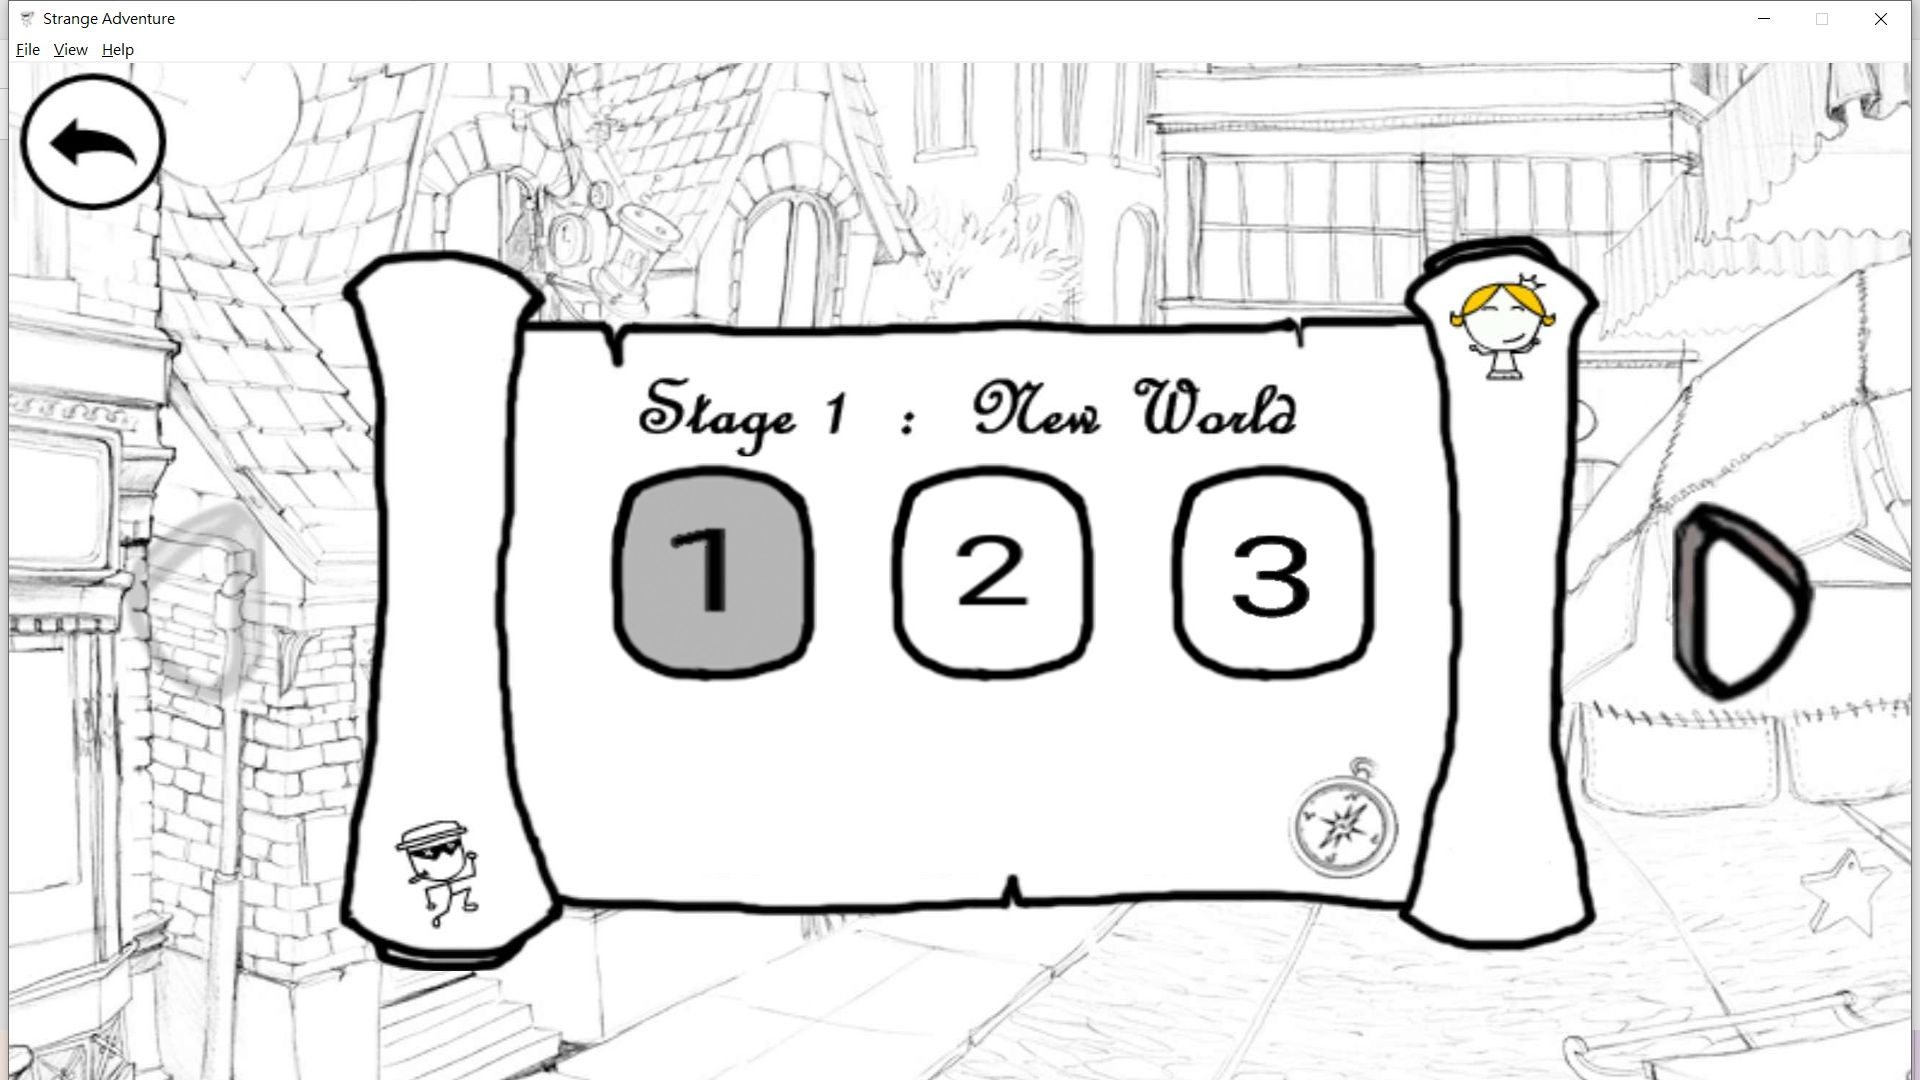 Strange Adventure
File View Help
Stage 1 : New World
1 2 3